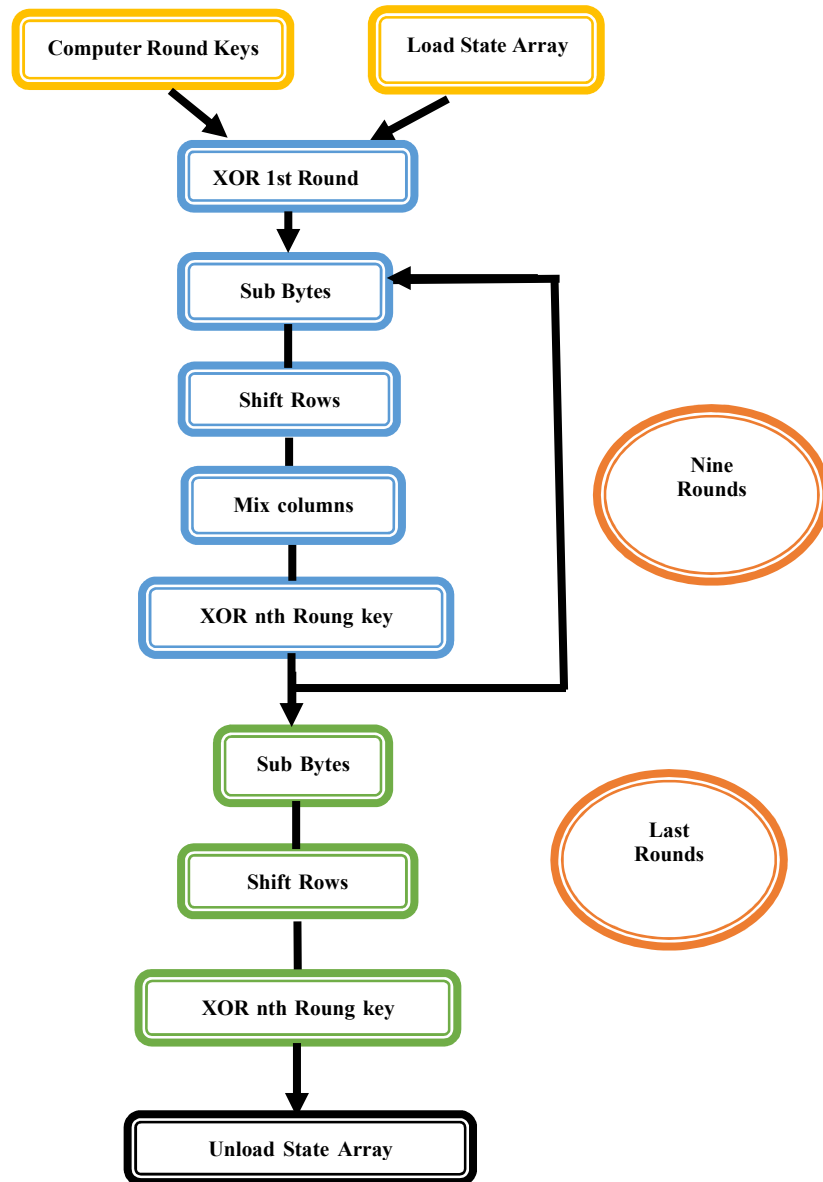 Computer Round Keys
Load State Array
XOR 1st Round
Sub Bytes
Shift Rows
Mix columns
Nine
Rounds
XOR nth Roung key
Sub Bytes
Last
Rounds
Shift Rows
XOR nth Roung key
Unload State Array